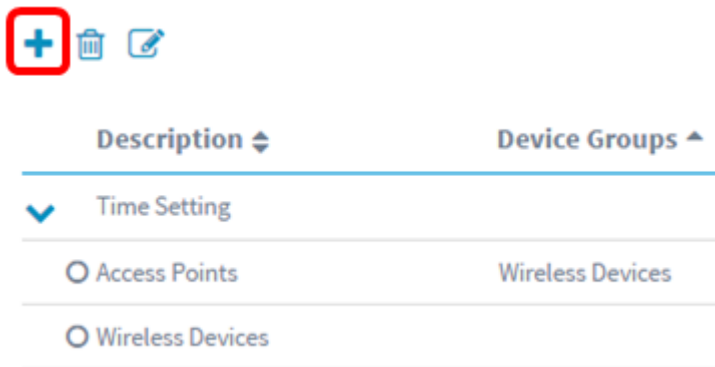 Description Device Groups
Time Setting
Access Points Wireless Devices
Wireless Devices